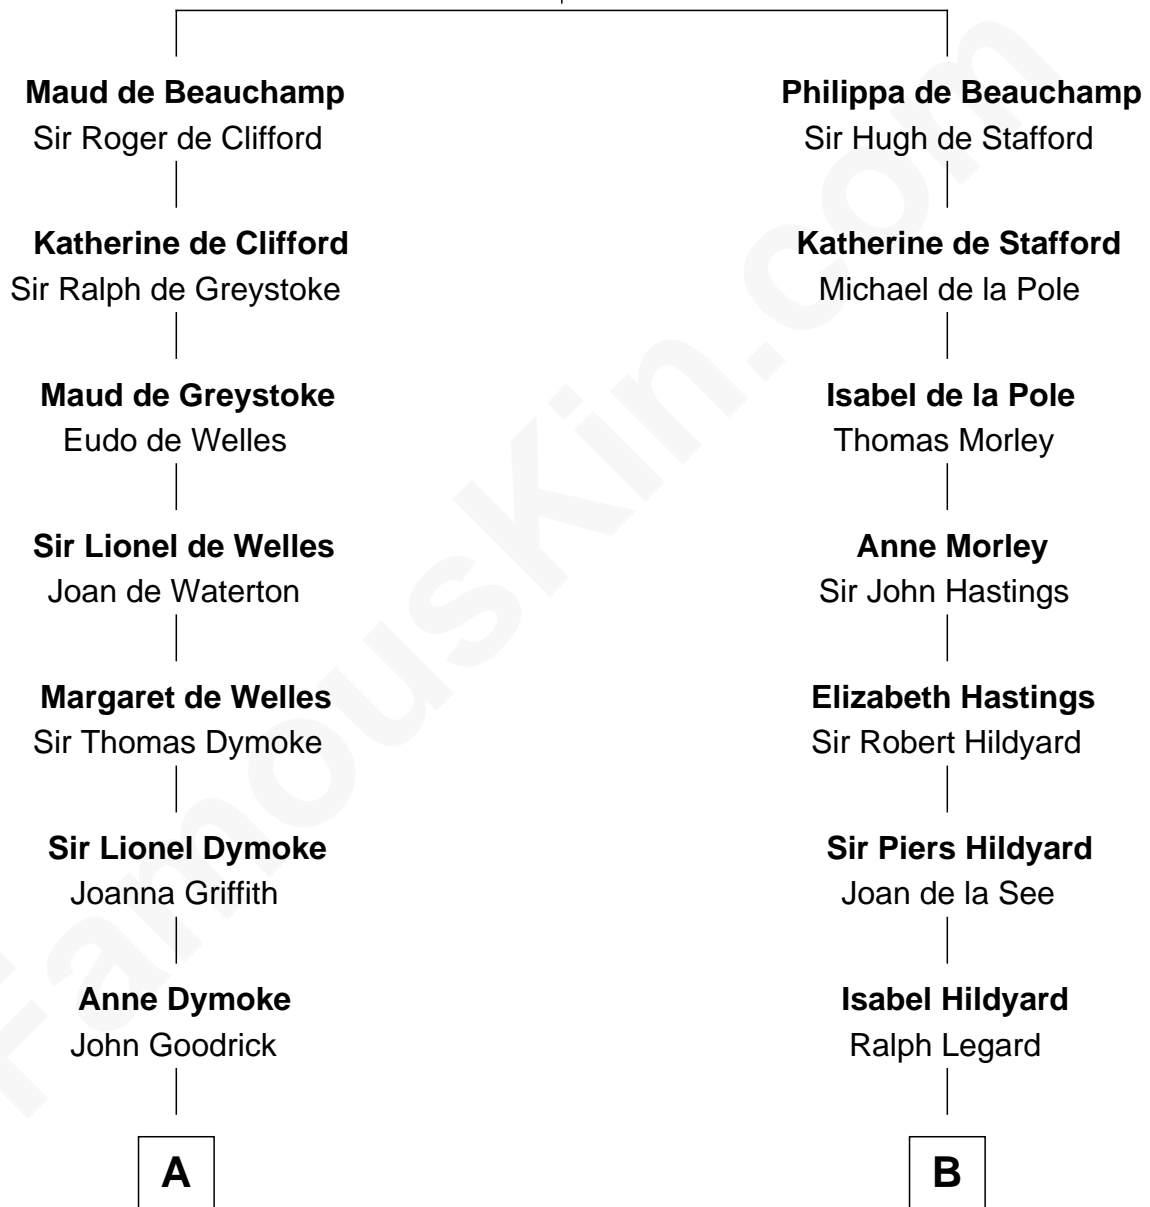 Maud de Beauchamp
Sir Roger de Clifford
Katherine de Clifford
Sir Ralph de Greystoke
Maud de Greystoke
Eudo de Welles
Sir Lionel de Welles
Joan de Waterton
Margaret de Welles
Sir Thomas Dymoke
Sir Lionel Dymoke
Joanna Griffith
Anne Dymoke
John Goodrick
A
Philippa de Beauchamp
Sir Hugh de Stafford
Katherine de Stafford
Michael de la Pole
Isabel de la Pole
Thomas Morley
Anne Morley
Sir John Hastings
Elizabeth Hastings
Sir Robert Hildyard
Sir Piers Hildyard
Joan de la See
Isabel Hildyard
Ralph Legard
B
FamousKin.com